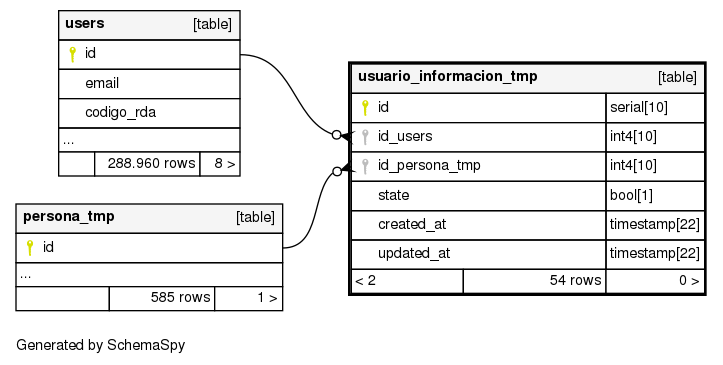 users [table]
id
email
codigo_rda
...
288.960 rows 8 >
usuario_informacion_tmp [table]
id serial[10]
id_users int4[10]
id_persona_tmp int4[10]
state bool[1]
created_at timestamp[22]
updated_at timestamp[22]
< 2 54 rows 0 >
persona_tmp [table]
id
...
585 rows 1 >
Generated by SchemaSpy